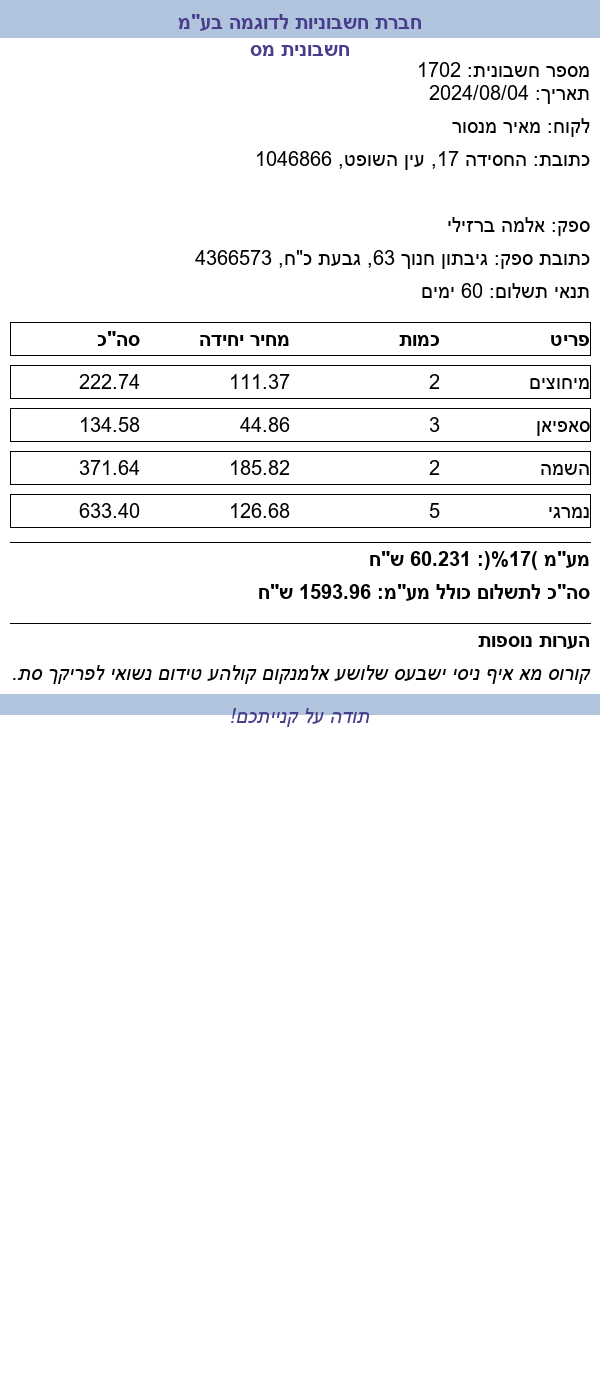 חברת חשבוניות לדוגמה בע"מ
חשבונית מס
מספר חשבונית: 1702
תאריך: 2024/08/04
לקוח: מאיר מנסור
כתובת: החסידה 17, עין השופט, 1046866
ספק: אלמה ברזילי
כתובת ספק: גיבתון חנוך 63, גבעת כ"ח, 4366573
תנאי תשלום: 60 ימים
פריט כמות מחיר יחידה סה"כ
מיחוצים 2 111.37 222.74
סאפיאן 3 44.86 134.58
השמה 2 185.82 371.64
נמרגי 5 126.68 633.40
מע"מ )17%(: 60.231 ש"ח
סה"כ לתשלום כולל מע"מ: 1593.96 ש"ח
הערות נוספות
קורוס מא איף ניסי ישבעס שלושע אלמנקום קולהע טידום נשואי לפריקך סת.
תודה על קנייתכם!